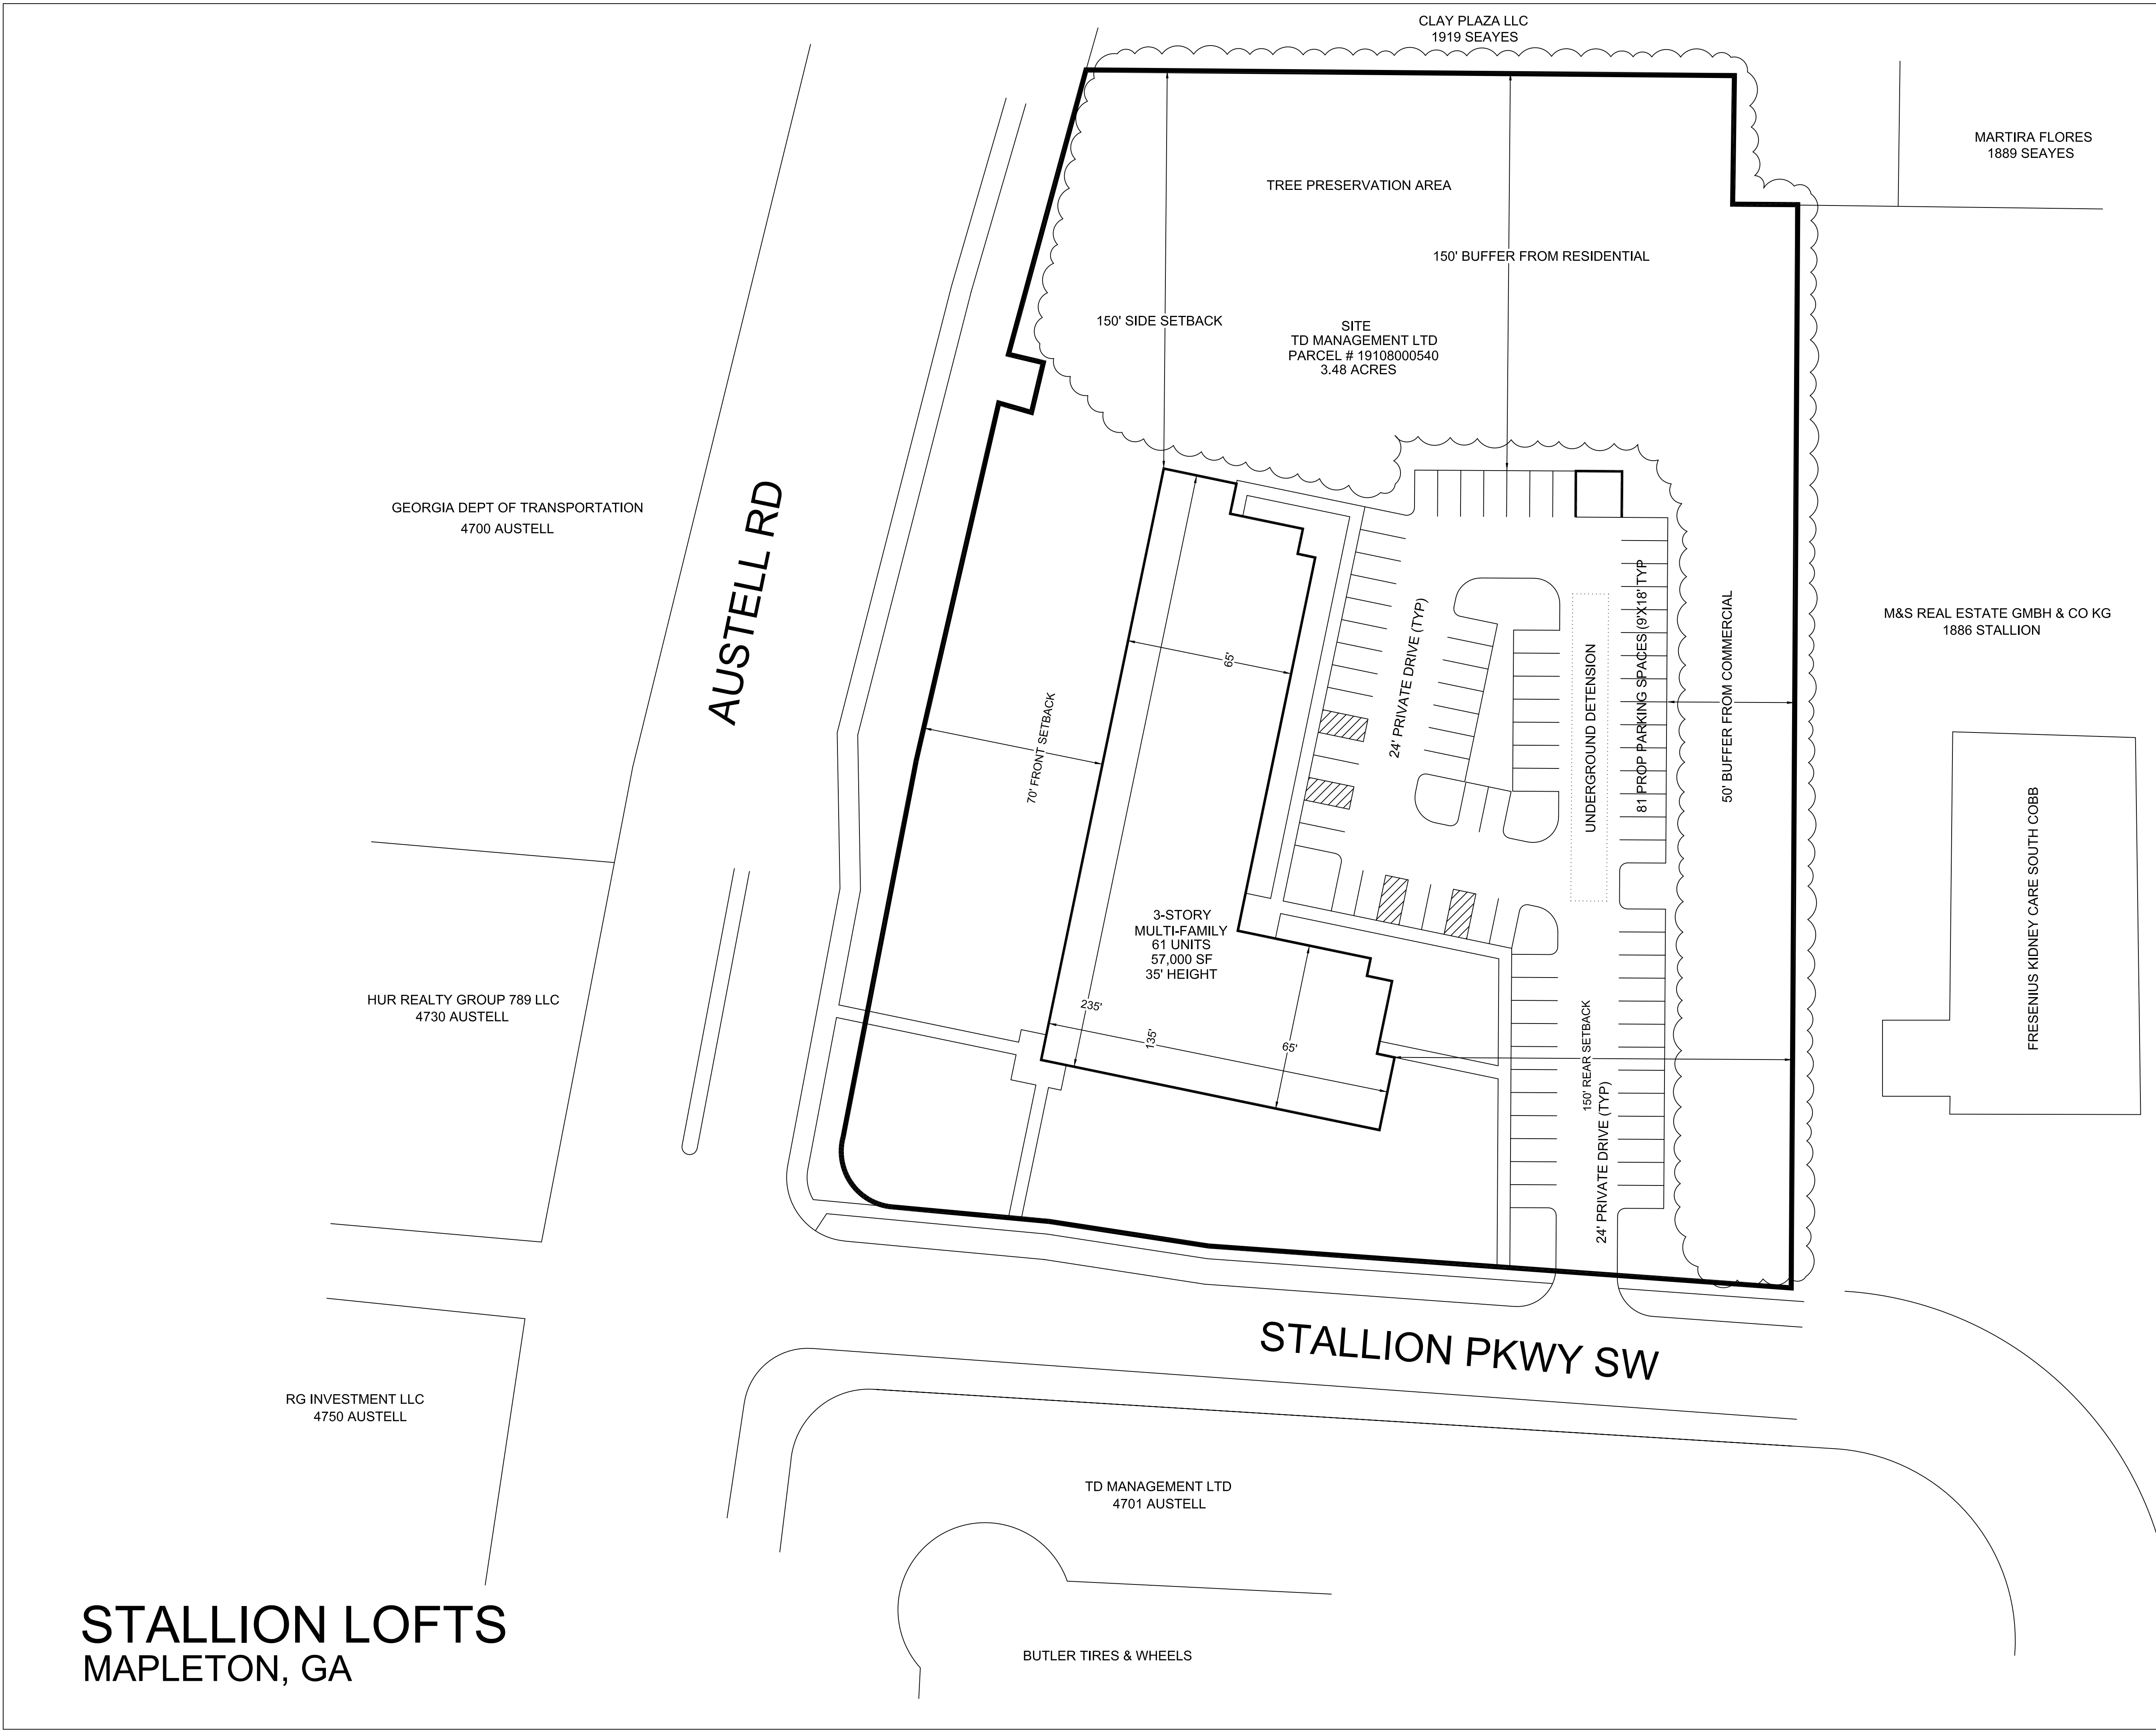 CLAY PLAZA LLC
1919 SEAYES
MARTIRA FLORES
1889 SEAYES
TREE PRESERVATION AREA
150' BUFFER FROM RESIDENTIAL
150' SIDE SETBACK
SITE
TD MANAGEMENT LTD
PARCEL # 19108000540
3.48 ACRES
GEORGIA DEPT OF TRANSPORTATION
4700 AUSTELL
AUSTELL RD
65'
70' FRONT SETBACK
24' PRIVATE DRIVE (TYP)
UNDERGROUND DETENSION
81 PROP PARKING SPACES (9'X18' TYP
50' BUFFER FROM COMMERCIAL
M&S REAL ESTATE GMBH & CO KG
1886 STALLION
FRESENIUS KIDNEY CARE SOUTH COBB
3-STORY
MULTI-FAMILY
61 UNITS
57,000 SF
35' HEIGHT
235'
135'
65'
150' REAR SETBACK
24' PRIVATE DRIVE (TYP)
HUR REALTY GROUP 789 LLC
4730 AUSTELL
STALLION PKWY SW
RG INVESTMENT LLC
4750 AUSTELL
TD MANAGEMENT LTD
4701 AUSTELL
BUTLER TIRES & WHEELS
STALLION LOFTS
MAPLETON, GA